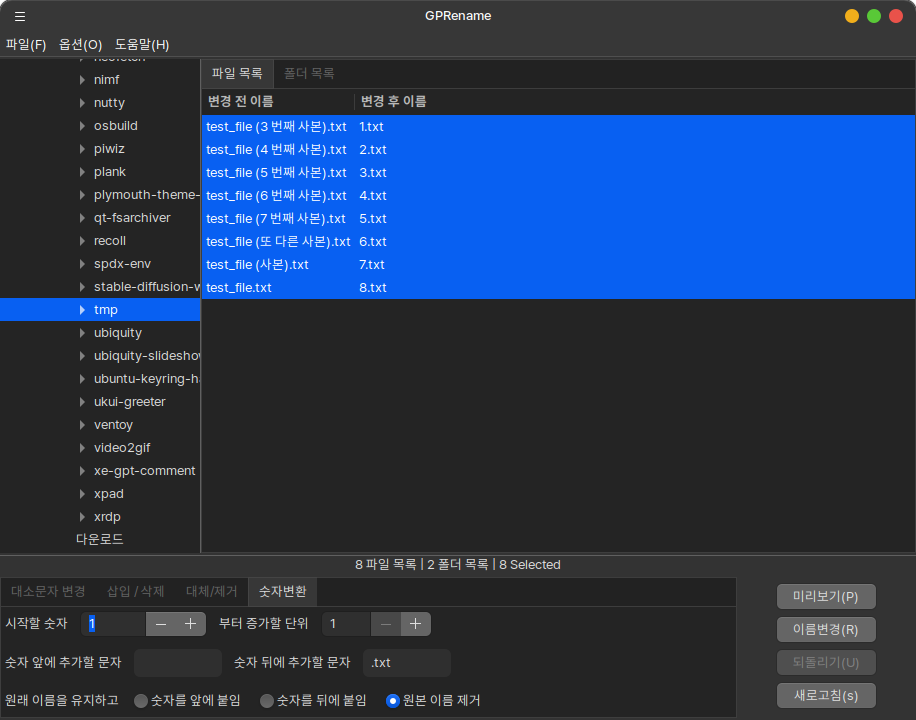 GPRename
파일(F) 옵션(O) 도움말(H)
neofetch
nimf
nutty
osbuild
piwiz
plank
plymouth-theme-
qt-fsarchiver
recoll
spdx-env
stable-diffusion-w
tmp
ubiquity
ubiquity-slideshow
ubuntu-keyring-ha
ukui-greeter
ventoy
video2gif
xe-gpt-comment
xpad
xrdp
다운로드
파일 목록 폴더 목록
변경 전 이름 변경 후 이름
test_file (3 번째 사본).txt 1.txt
test_file (4 번째 사본).txt 2.txt
test_file (5 번째 사본).txt 3.txt
test_file (6 번째 사본).txt 4.txt
test_file (7 번째 사본).txt 5.txt
test_file (또 다른 사본).txt 6.txt
test_file (사본).txt 7.txt
test_file.txt 8.txt
8 파일 목록 | 2 폴더 목록 | 8 Selected
대소문자 변경 삽입 / 삭제 대체/제거 숫자변환
시작할 숫자 1 부터 증가할 단위 1
숫자 앞에 추가할 문자 숫자 뒤에 추가할 문자 .txt
원래 이름을 유지하고 숫자를 앞에 붙임 숫자를 뒤에 붙임 원본 이름 제거
미리보기(P)
이름변경(R)
되돌리기(U)
새로고침(s)